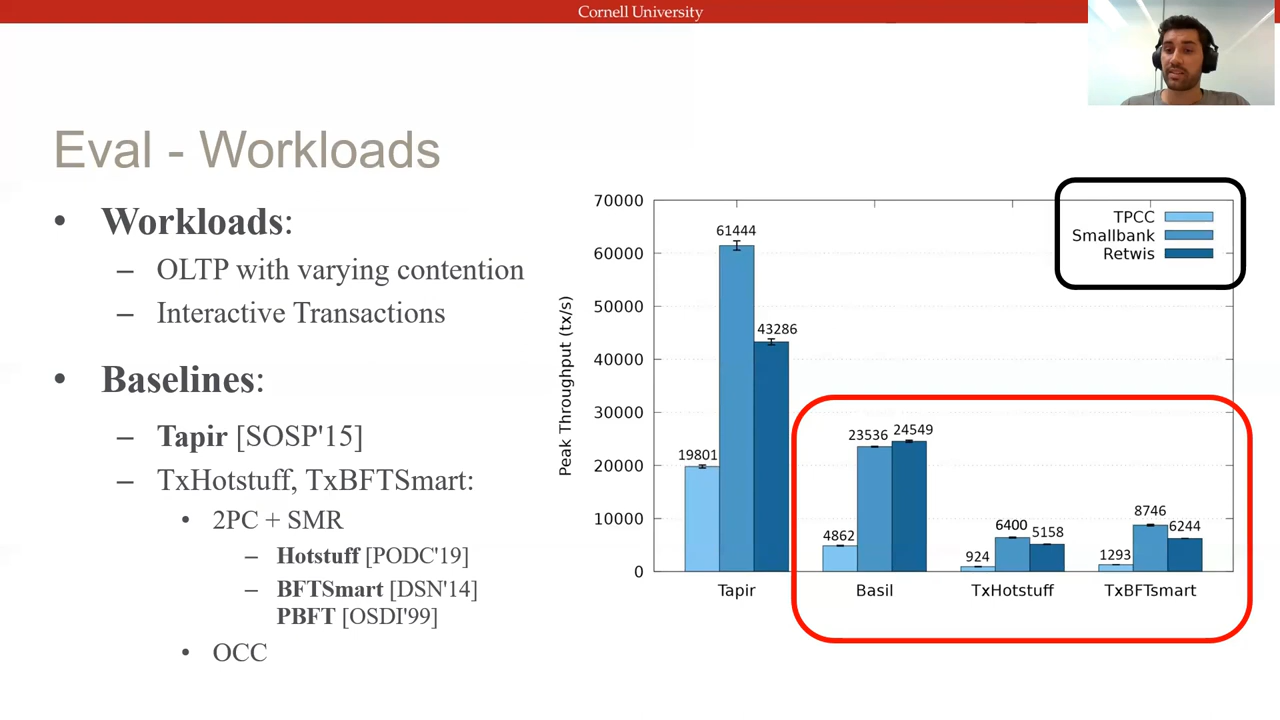 Cornell University
Eval - Workloads
• Workloads:
– OLTP with varying contention
– Interactive Transactions
• Baselines:
– Tapir [SOSP'15]
– TxHotstuff, TxBFTSmart:
• 2PC + SMR
– Hotstuff [PODC'19]
– BFTSmart [DSN'14]
PBFT [OSDI'99]
• OCC
Peak Throughput (tx/s)
70000
60000
50000
40000
30000
20000
10000
0
TPCC
Smallbank
Retwis
19801
61444
43286
4862
23536
24549
924
6400
5158
1293
8746
6244
Tapir
Basil
TxHotstuff
TxBFTsmart